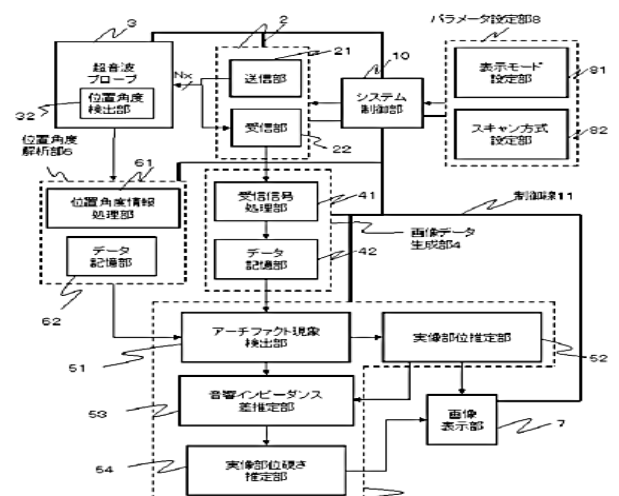 パラメータ設定部8
3
2
21
10
超音波
プローブ
Nx
送信部
システム
制御部
表示モード
設定部
81
位置角度
検出部
32
受信部
22
スキャン方式
設定部
82
位置角度
解析部6
61
位置角度情報
処理部
受信信号
処理部
41
制御線11
画像データ
生成部4
データ
記憶部
42
データ
記憶部
62
アーチファクト現象
検出部
51
実像部位推定部
52
音響インピーダンス
差推定部
53
画像
表示部
7
実像部位硬さ
推定部
54